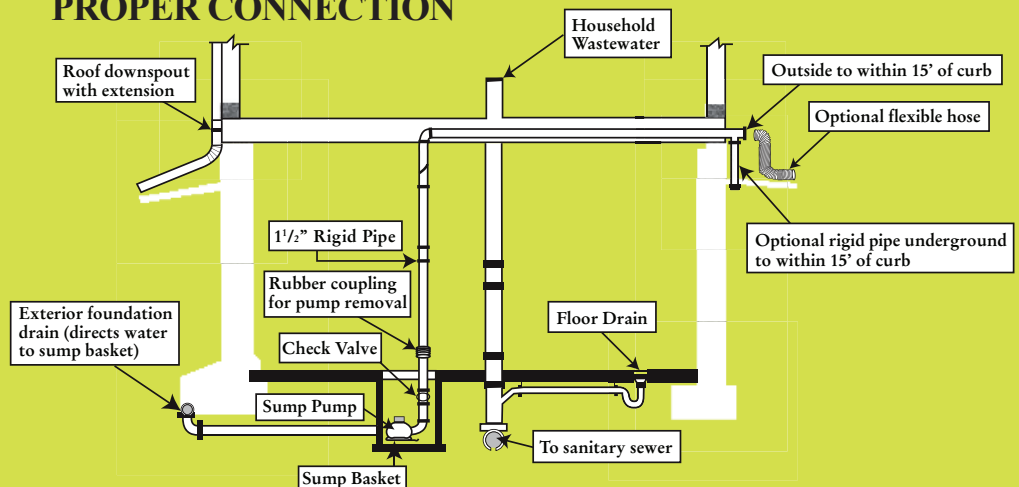 PROPER CONNECTION
Household
Wastewater
Roof downspout
with extension
Outside to within 15' of curb
Optional flexible hose
1 1/2" Rigid Pipe
Optional rigid pipe underground
to within 15' of curb
Rubber coupling
for pump removal
Exterior foundation
drain (directs water
to sump basket)
Floor Drain
Check Valve
Sump Pump
To sanitary sewer
Sump Basket